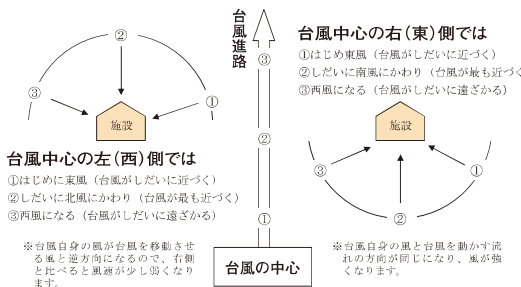 ②
③
①
施設
台風中心の左（西）側では
①はじめに東風（台風がしだいに近づく）
②しだいに北風にかわり（台風が最も近づく）
③西風になる（台風がしだいに遠ざかる）
※台風自身の風が台風を移動させ
る風と逆方向になるので、右側
と比べると風速が少し弱くなり
ます。
台風進路
③
②
①
台風の中心
台風中心の右（東）側では
①はじめ東風（台風がしだいに近づく）
②しだいに南風にかわり（台風が最も近づく
③西風になる（台風がしだいに遠ざかる）
施設
③
①
②
※台風自身の風と台風を動かす流
れの方向が同じになり、風が強
くなります。